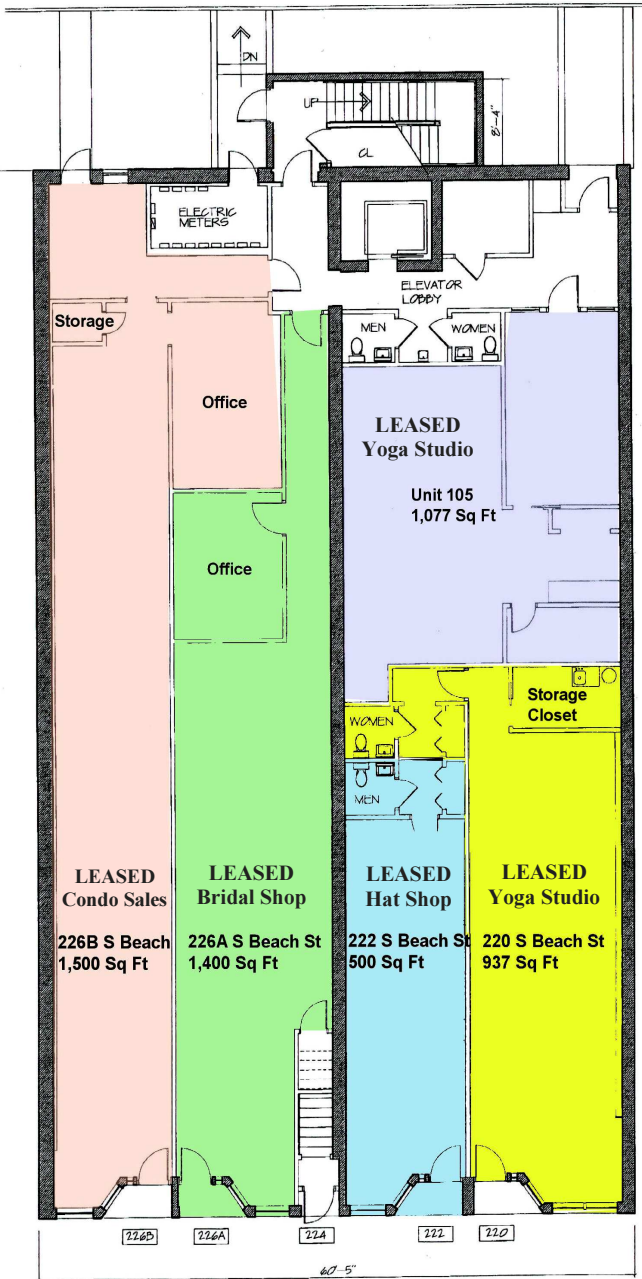 DN
UP
8'-4"
CL
ELECTRIC
METERS
ELEVATOR
LOBBY
Storage
MEN
WOMEN
Office
LEASED
Yoga Studio
Unit 105
1,077 Sq Ft
Office
Storage
Closet
WOMEN
MEN
LEASED
Condo Sales
226B S Beach
1,500 Sq Ft
LEASED
Bridal Shop
226A S Beach St
1,400 Sq Ft
LEASED
Hat Shop
222 S Beach St
500 Sq Ft
LEASED
Yoga Studio
220 S Beach St
937 Sq Ft
226B
226A
224
222
220
60'-5"